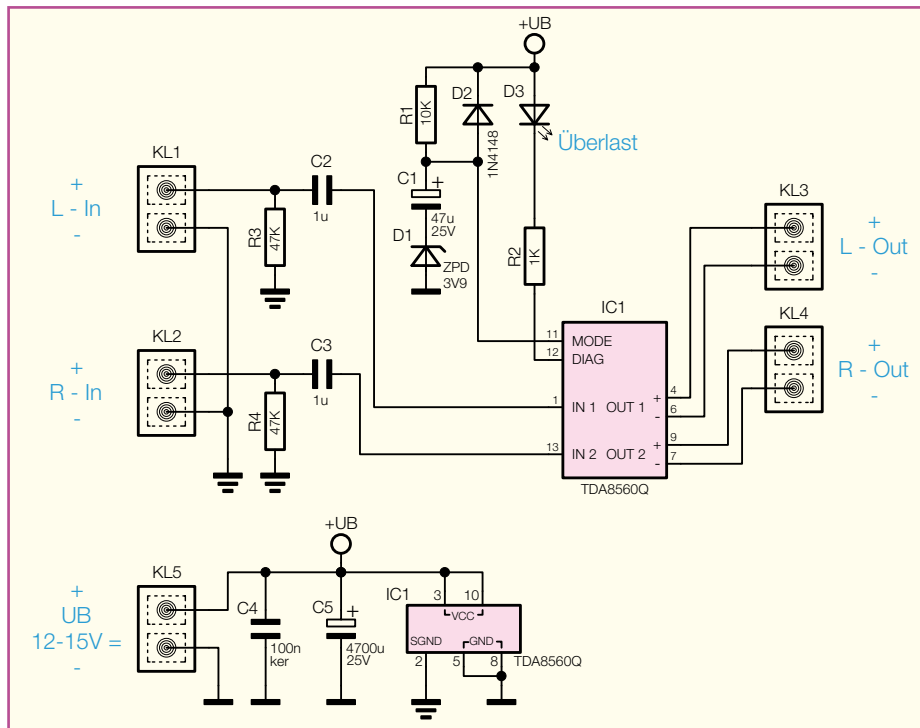 +UB
D2
D3
R1
10K
1N4148
Überlast
KL1
+
L - In
-
C2
1u
R3
47K
C1
+
47u
25V
D1
ZPD
3V9
R2
1K
KL3
+
L - Out
-
IC1
11
MODE
12
DIAG
KL2
+
R - In
-
C3
1u
R4
47K
KL4
+
R - Out
-
1
IN 1
OUT 1
+
4
-
6
13
IN 2
OUT 2
+
9
-
7
TDA8560Q
+UB
KL5
+
UB
12-15V =
-
C4
100n
ker
C5
+
4700u
25V
IC1
3
10
VCC
SGND
GND
2
5
8
TDA8560Q